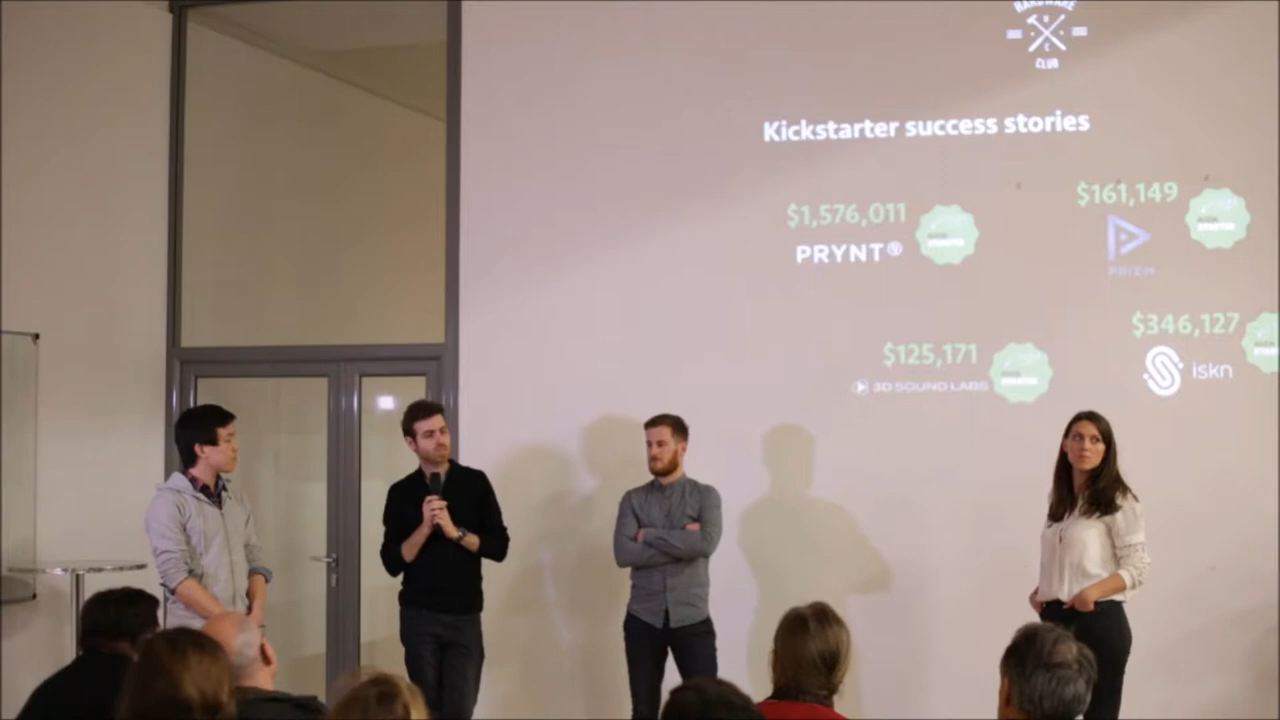 HARDWARE
H
C
CLUB
Kickstarter success stories
$1,576,011
PRYNT
$161,149
PRIZM
$125,171
3D SOUND LABS
$346,127
iskn